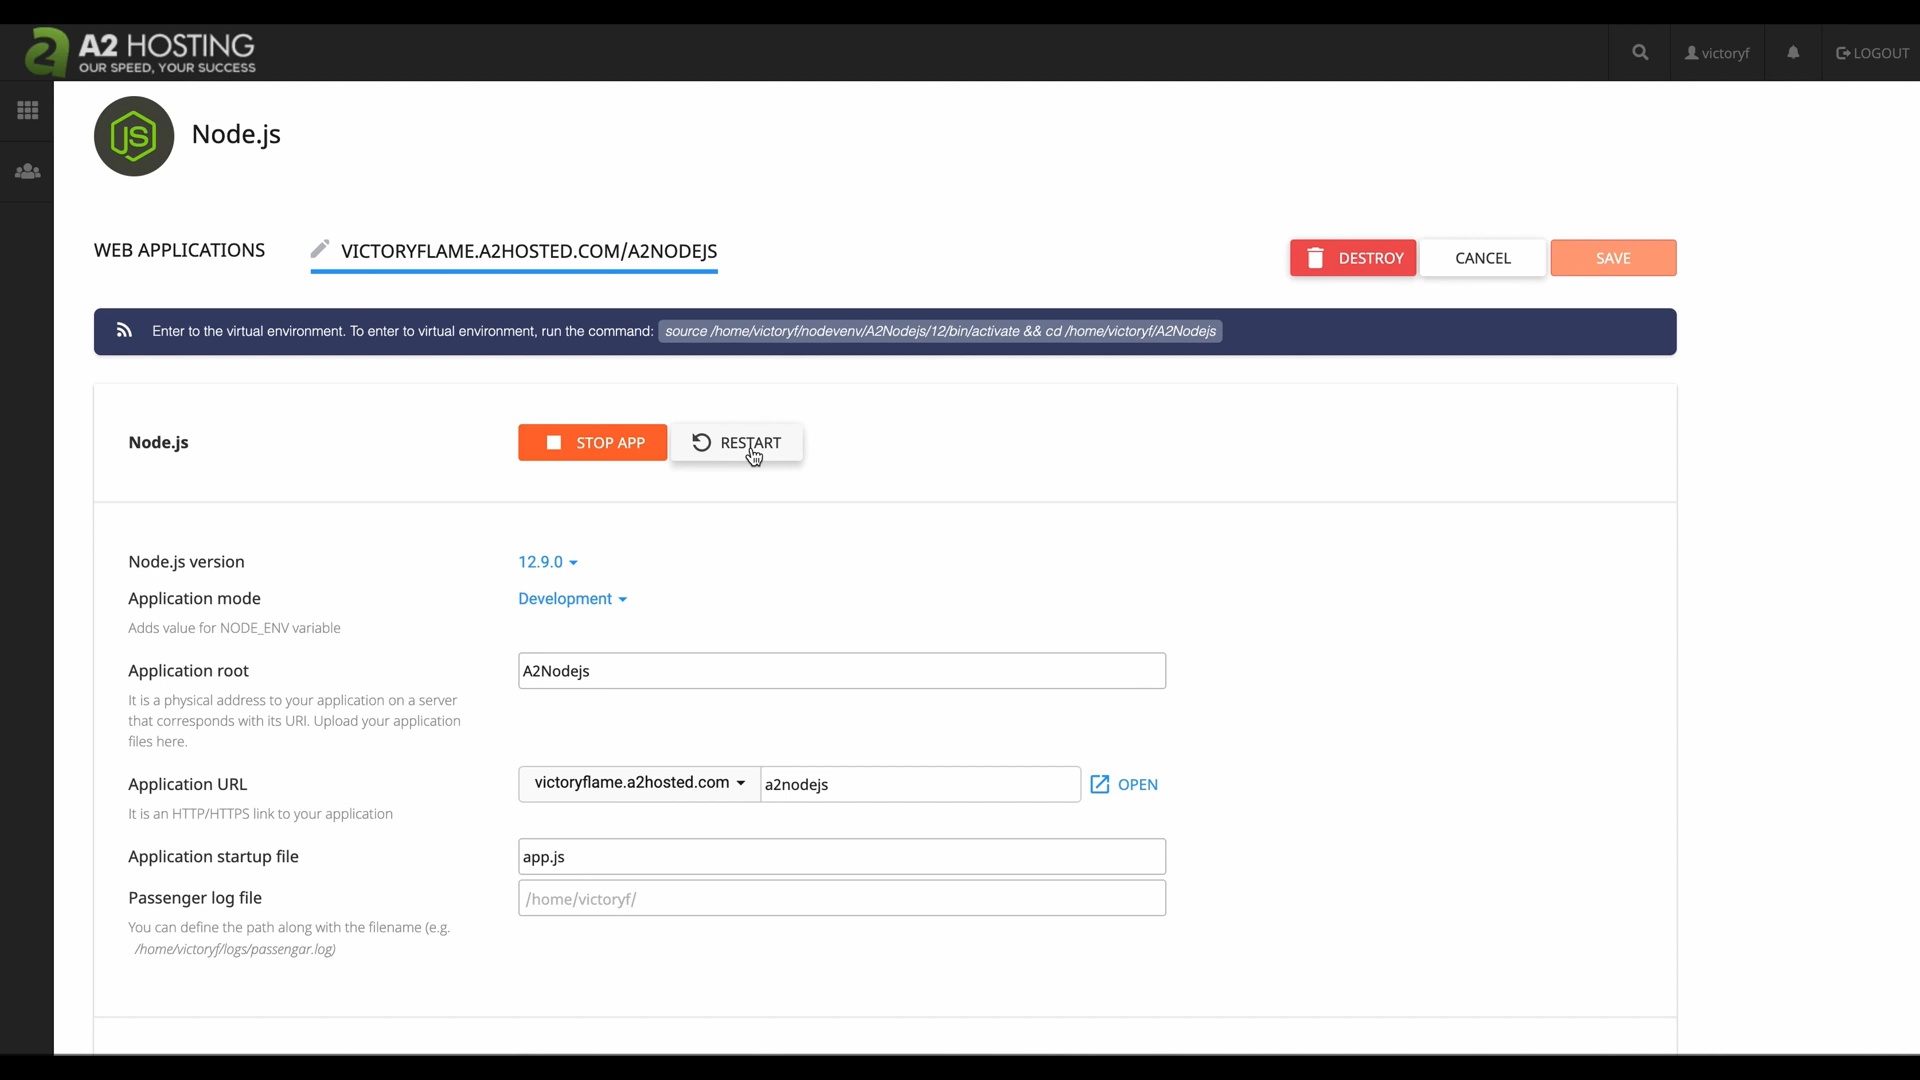 A2 HOSTING
OUR SPEED, YOUR SUCCESS
victoryf
LOGOUT
JS
Node.js
WEB APPLICATIONS
VICTORYFLAME.A2HOSTED.COM/A2NODEJS
DESTROY
CANCEL
SAVE
Enter to the virtual environment. To enter to virtual environment, run the command: source /home/victoryf/nodevenv/A2Nodejs/12/bin/activate && cd /home/victoryf/A2Nodejs
Node.js
STOP APP
RESTART
Node.js version
12.9.0
Application mode
Development
Adds value for NODE_ENV variable
Application root
A2Nodejs
It is a physical address to your application on a server
that corresponds with its URI. Upload your application
files here.
Application URL
victoryflame.a2hosted.com
a2nodejs
OPEN
It is an HTTP/HTTPS link to your application
Application startup file
app.js
Passenger log file
/home/victoryf/
You can define the path along with the filename (e.g.
/home/victoryf/logs/passengar.log)